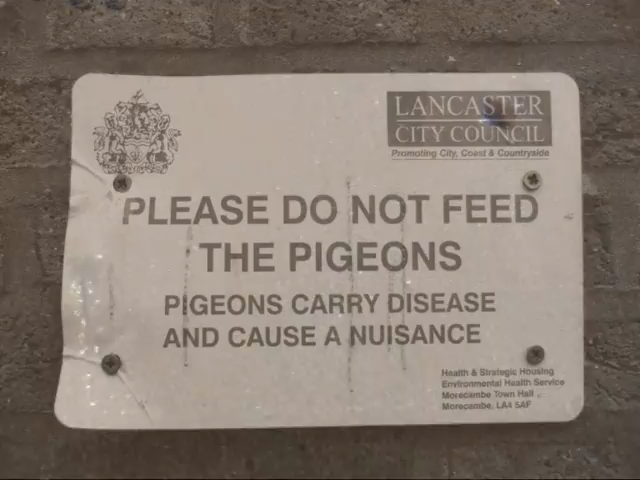 LANCASTER
CITY COUNCIL
Promoting City, Coast & Countryside
PLEASE DO NOT FEED
THE PIGEONS
PIGEONS CARRY DISEASE
AND CAUSE A NUISANCE
Health & Strategic Housing
Environmental Health Service
Morecambe Town Hall
Morecambe, LA4 5AF